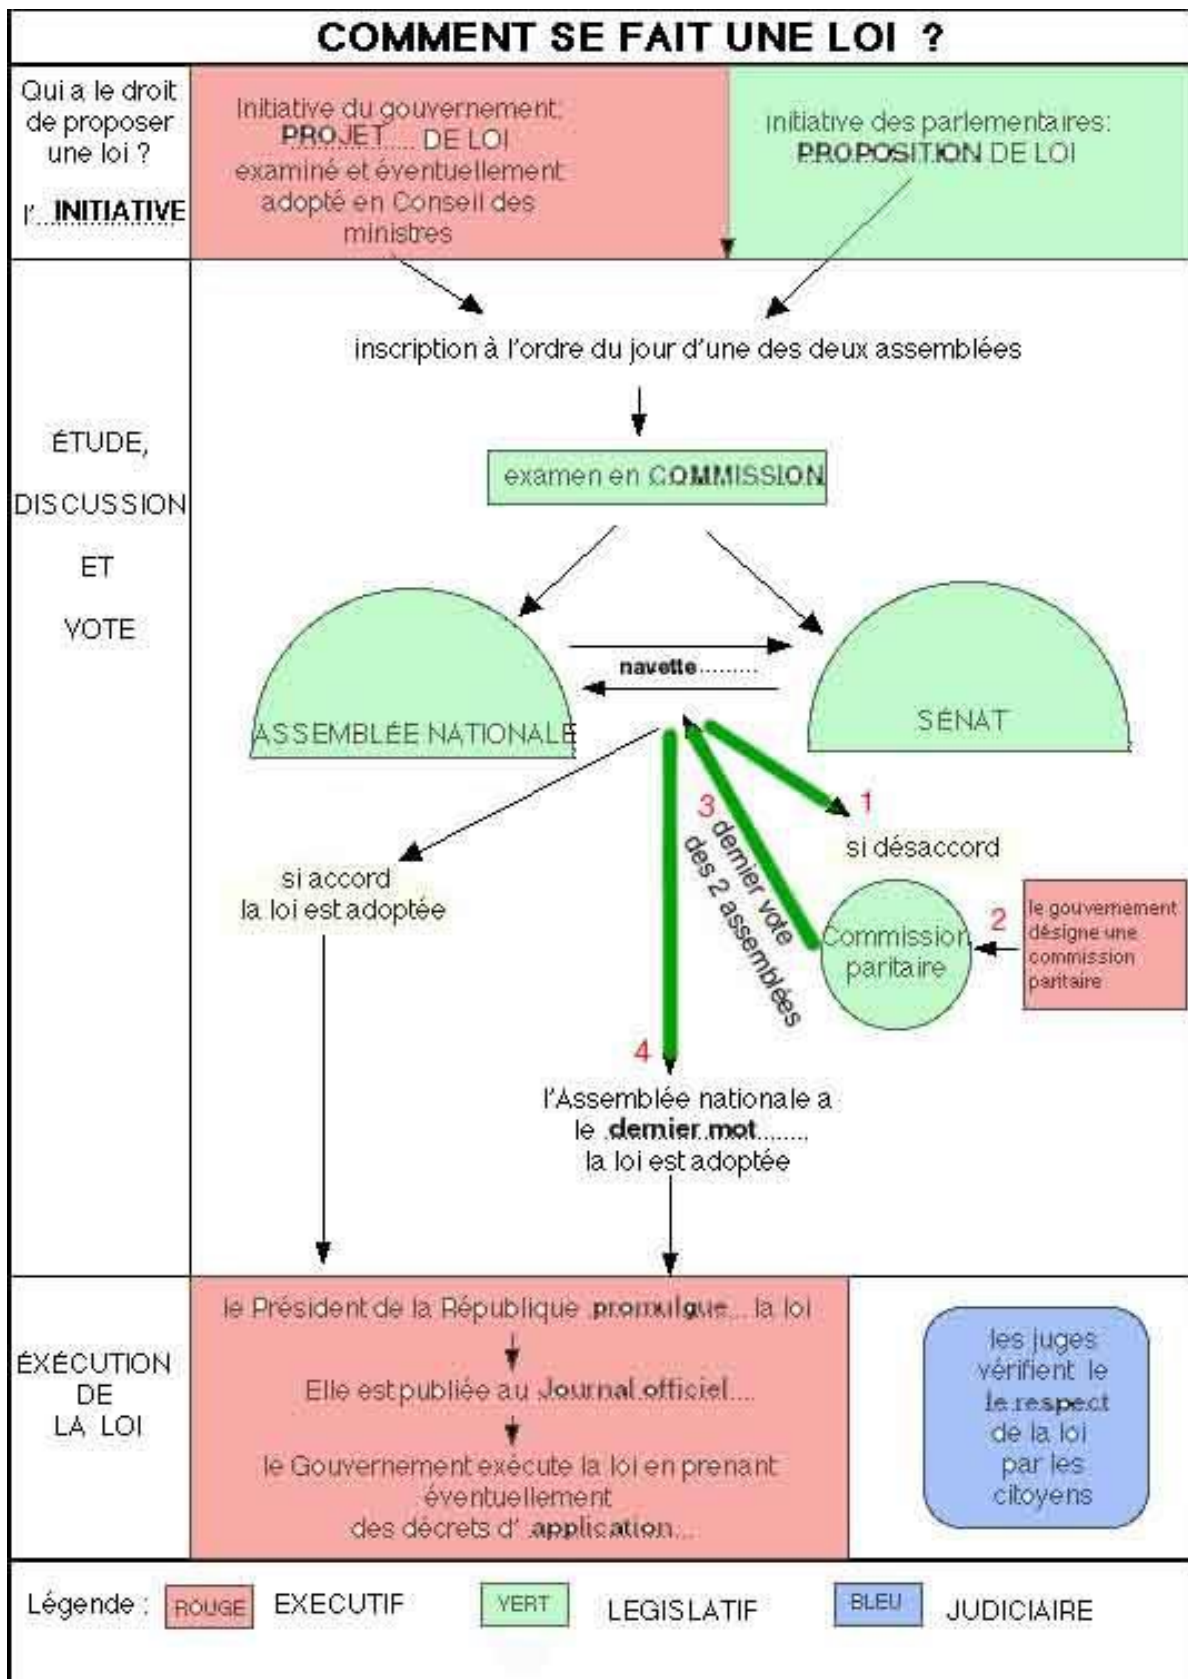 COMMENT SE FAIT UNE LOI ?
Qui a le droit
de proposer
une loi ?
l'....INITIATIVE
Initiative du gouvernement:
PROJET..... DE LOI
examiné et éventuellement
adopté en Conseil des
ministres
initiative des parlementaires:
PROPOSITION DE LOI
inscription à l'ordre du jour d'une des deux assemblées
ÉTUDE,
DISCUSSION
ET
VOTE
examen en COMMISSION
ASSEMBLÉE NATIONALE
navette.........
SÉNAT
1
si désaccord
2
le gouvernement
désigne une
commission
paritaire
Commission
paritaire
3
dernier vote
des 2 assemblées
si accord
la loi est adoptée
4
l'Assemblée nationale a
le dernier mot.......
la loi est adoptée
ÉXÉCUTION
DE
LA LOI
le Président de la République promulgue... la loi
Elle est publiée au Journal officiel....
le Gouvernement exécute la loi en prenant
éventuellement
des décrets d' application...
les juges
vérifient le
le respect
de la loi
par les
citoyens
Légende : ROUGE EXECUTIF VERT LEGISLATIF BLEU JUDICIAIRE